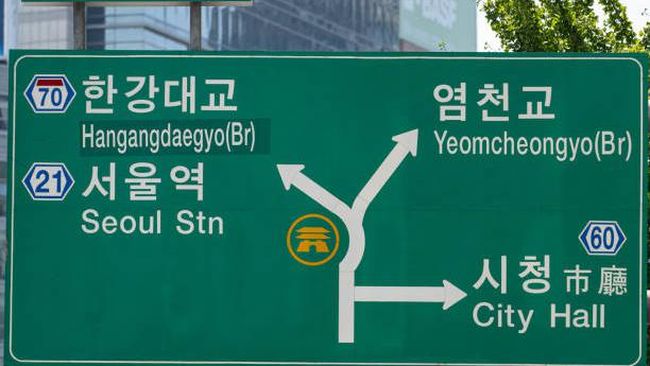 BASF
70 한강대교
Hangangdaegyo(Br)
21 서울역
Seoul Stn
염천교
Yeomcheongyo(Br)
60
시청 市廳
City Hall